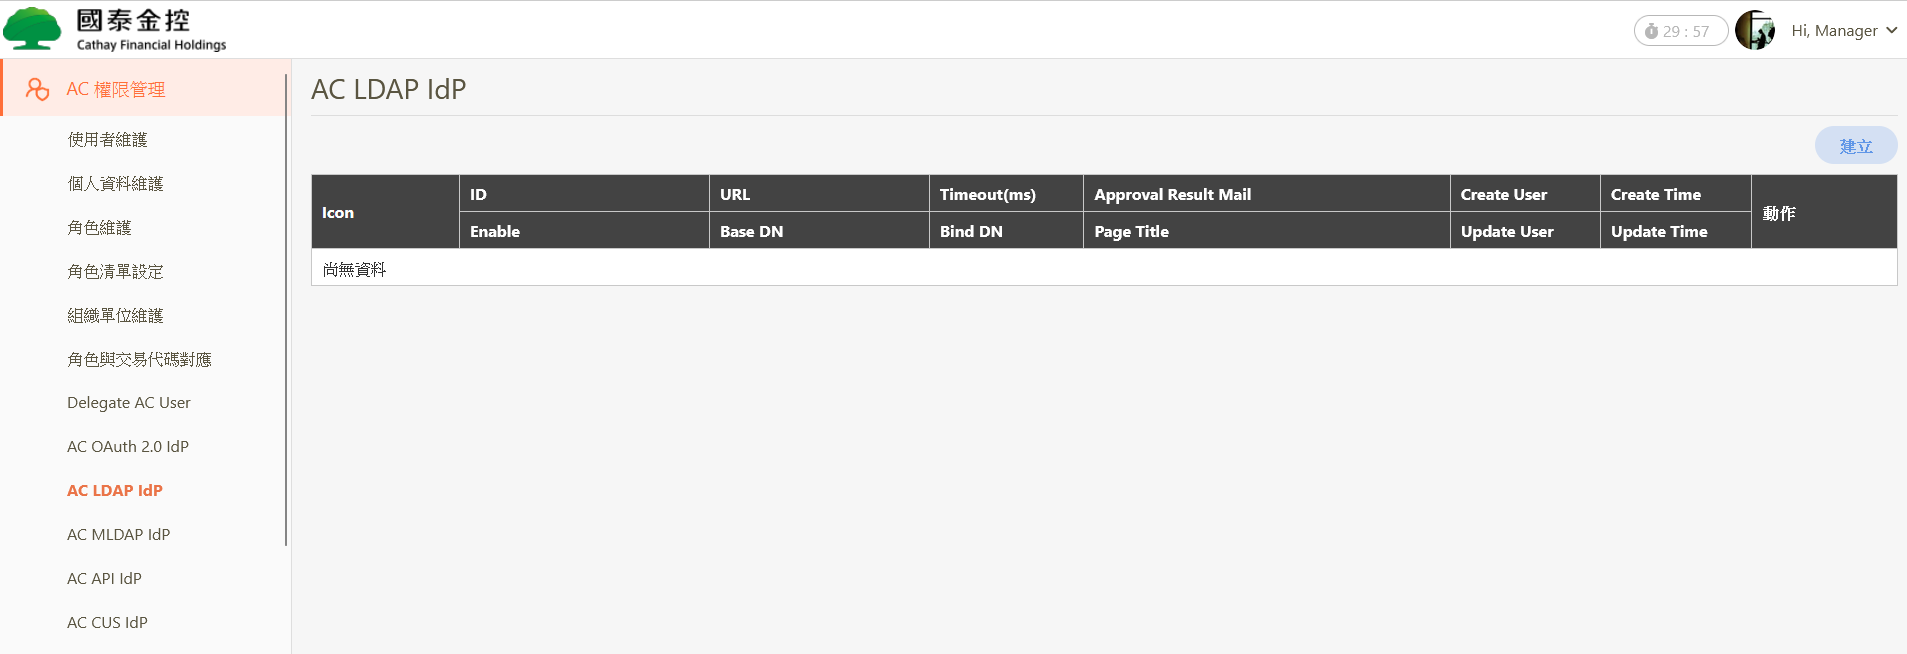 國泰金控
Cathay Financial Holdings
29 : 57
Hi, Manager
AC 權限管理
使用者維護
個人資料維護
角色維護
角色清單設定
組織單位維護
角色與交易代碼對應
Delegate AC User
AC OAuth 2.0 IdP
AC LDAP IdP
AC MLDAP IdP
AC API IdP
AC CUS IdP
AC LDAP IdP
建立
Icon
ID
URL
Timeout(ms)
Approval Result Mail
Create User
Create Time
動作
Enable
Base DN
Bind DN
Page Title
Update User
Update Time
尚無資料